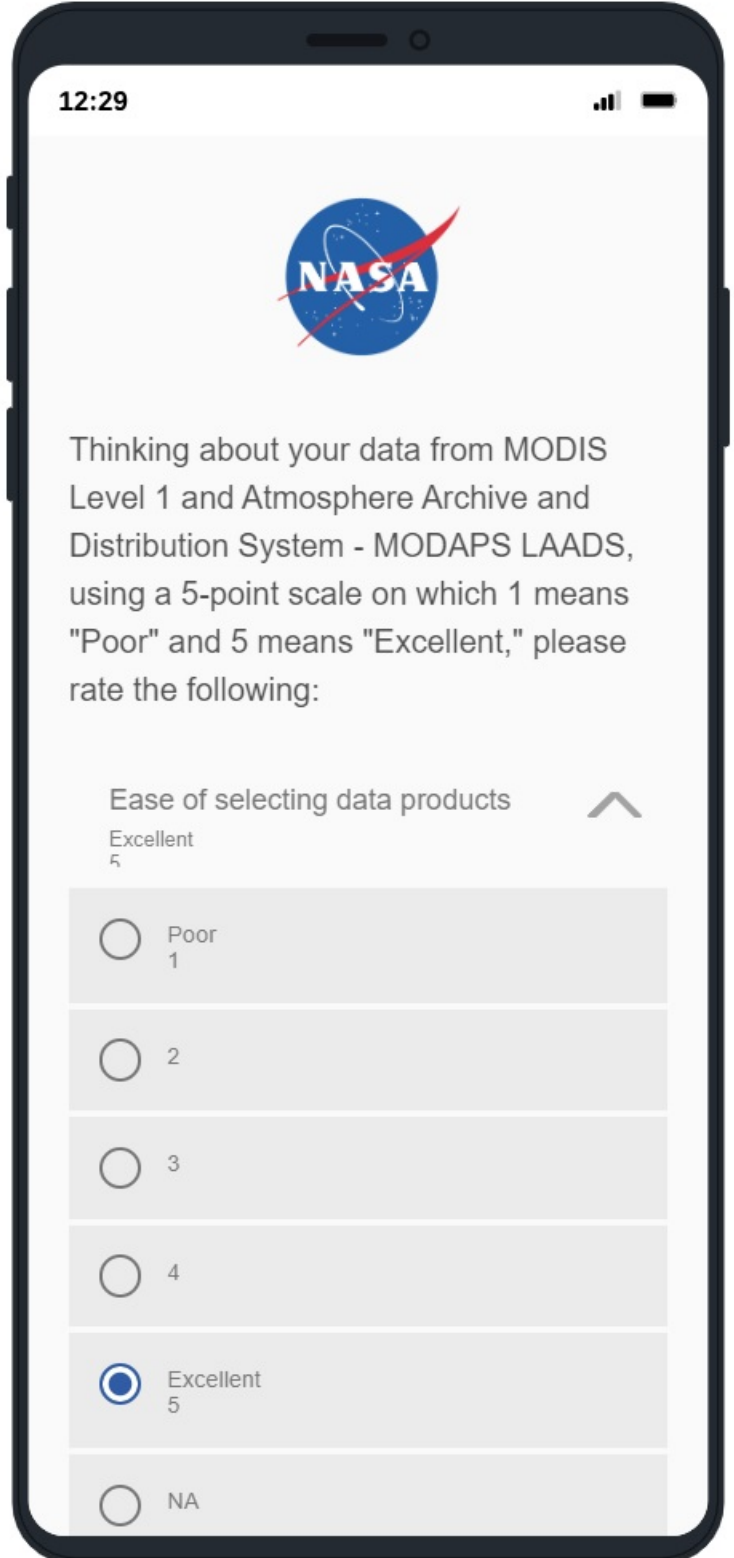 12:29
NASA
Thinking about your data from MODIS
Level 1 and Atmosphere Archive and
Distribution System - MODAPS LAADS,
using a 5-point scale on which 1 means
"Poor" and 5 means "Excellent," please
rate the following:
Ease of selecting data products
Excellent
5
Poor
1
2
3
4
Excellent
5
NA